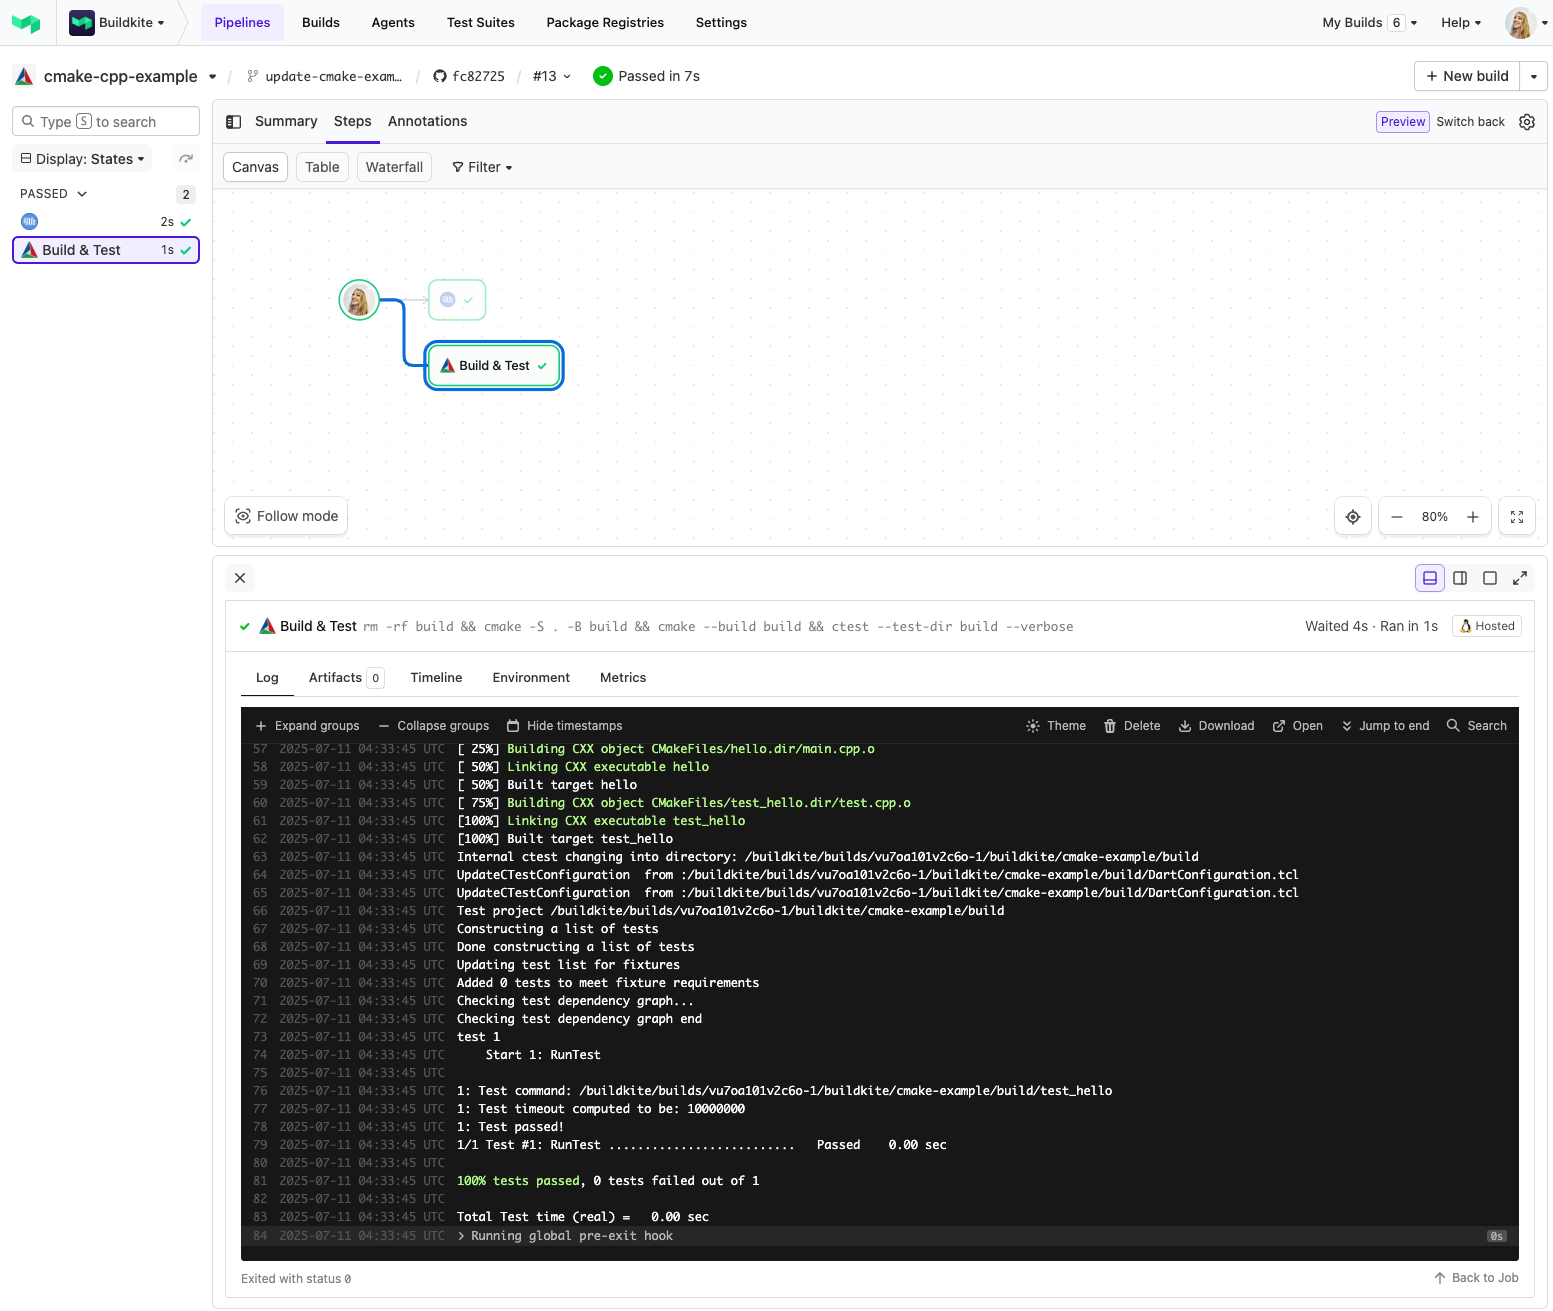 Buildkite
Pipelines
Builds
Agents
Test Suites
Package Registries
Settings
My Builds 6
Help
cmake-cpp-example / update-cmake-exam… / fc82725 / #13 Passed in 7s
New build
Type S to search
Display: States
PASSED 2
2s
Build & Test 1s
Summary
Steps
Annotations
Preview Switch back
Canvas
Table
Waterfall
Filter
Build & Test
Follow mode
80%
Build & Test rm -rf build && cmake -S . -B build && cmake --build build && ctest --test-dir build --verbose
Waited 4s · Ran in 1s
Hosted
Log
Artifacts 0
Timeline
Environment
Metrics
Expand groups
Collapse groups
Hide timestamps
Theme
Delete
Download
Open
Jump to end
Search
57 2025-07-11 04:33:45 UTC [ 25%] Building CXX object CMakeFiles/hello.dir/main.cpp.o
58 2025-07-11 04:33:45 UTC [ 50%] Linking CXX executable hello
59 2025-07-11 04:33:45 UTC [ 50%] Built target hello
60 2025-07-11 04:33:45 UTC [ 75%] Building CXX object CMakeFiles/test_hello.dir/test.cpp.o
61 2025-07-11 04:33:45 UTC [100%] Linking CXX executable test_hello
62 2025-07-11 04:33:45 UTC [100%] Built target test_hello
63 2025-07-11 04:33:45 UTC Internal ctest changing into directory: /buildkite/builds/vu7oa101v2c6o-1/buildkite/cmake-example/build
64 2025-07-11 04:33:45 UTC UpdateCTestConfiguration  from :/buildkite/builds/vu7oa101v2c6o-1/buildkite/cmake-example/build/DartConfiguration.tcl
65 2025-07-11 04:33:45 UTC UpdateCTestConfiguration  from :/buildkite/builds/vu7oa101v2c6o-1/buildkite/cmake-example/build/DartConfiguration.tcl
66 2025-07-11 04:33:45 UTC Test project /buildkite/builds/vu7oa101v2c6o-1/buildkite/cmake-example/build
67 2025-07-11 04:33:45 UTC Constructing a list of tests
68 2025-07-11 04:33:45 UTC Done constructing a list of tests
69 2025-07-11 04:33:45 UTC Updating test list for fixtures
70 2025-07-11 04:33:45 UTC Added 0 tests to meet fixture requirements
71 2025-07-11 04:33:45 UTC Checking test dependency graph...
72 2025-07-11 04:33:45 UTC Checking test dependency graph end
73 2025-07-11 04:33:45 UTC test 1
74 2025-07-11 04:33:45 UTC     Start 1: RunTest
75 2025-07-11 04:33:45 UTC
76 2025-07-11 04:33:45 UTC 1: Test command: /buildkite/builds/vu7oa101v2c6o-1/buildkite/cmake-example/build/test_hello
77 2025-07-11 04:33:45 UTC 1: Test timeout computed to be: 10000000
78 2025-07-11 04:33:45 UTC 1: Test passed!
79 2025-07-11 04:33:45 UTC 1/1 Test #1: RunTest ..........................   Passed    0.00 sec
80 2025-07-11 04:33:45 UTC
81 2025-07-11 04:33:45 UTC 100% tests passed, 0 tests failed out of 1
82 2025-07-11 04:33:45 UTC
83 2025-07-11 04:33:45 UTC Total Test time (real) =   0.00 sec
84 2025-07-11 04:33:45 UTC > Running global pre-exit hook 0s
Exited with status 0
Back to Job